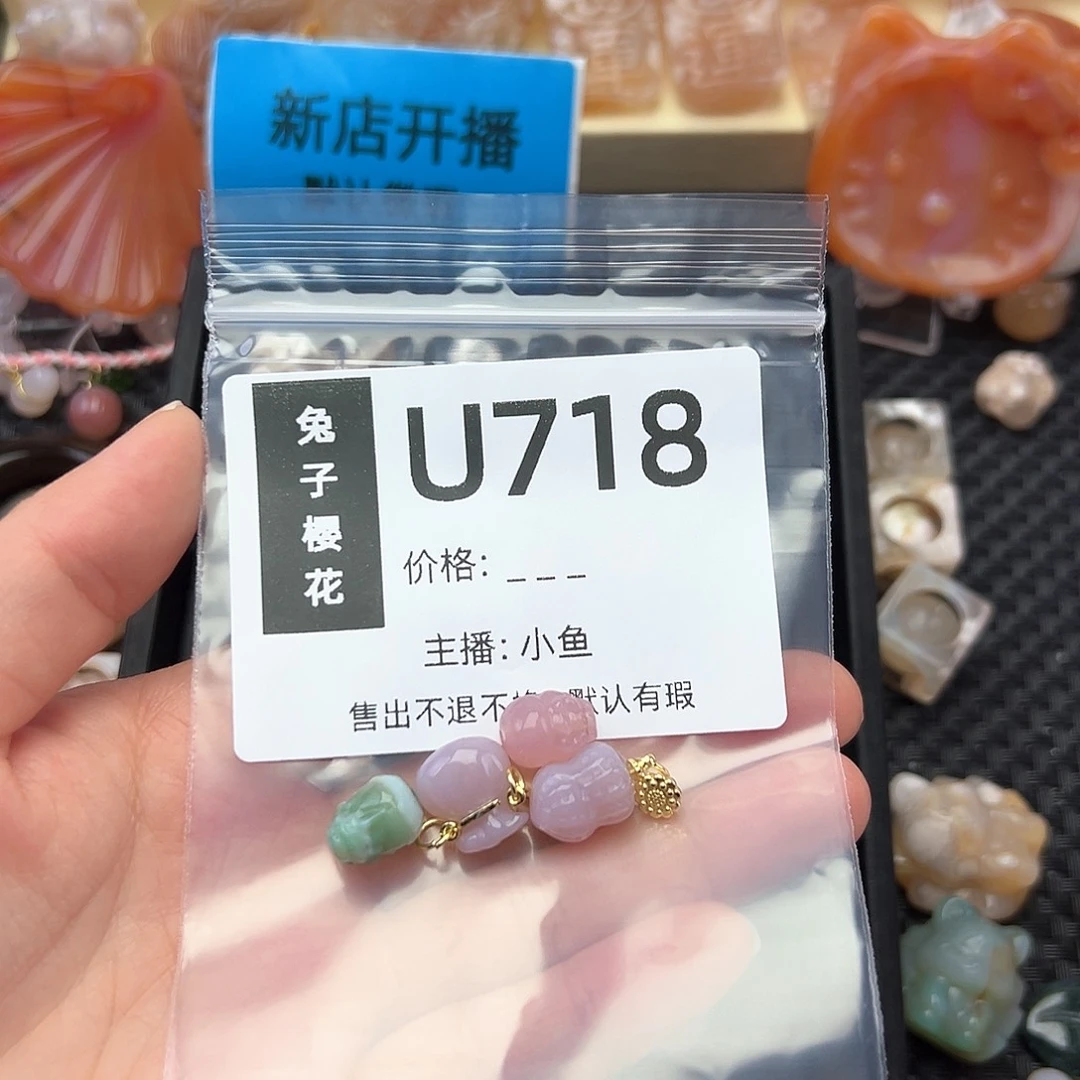 新店开播
兔子樱花
U718
价格: _ _ _
主播: 小鱼
售出不退不 默认有瑕